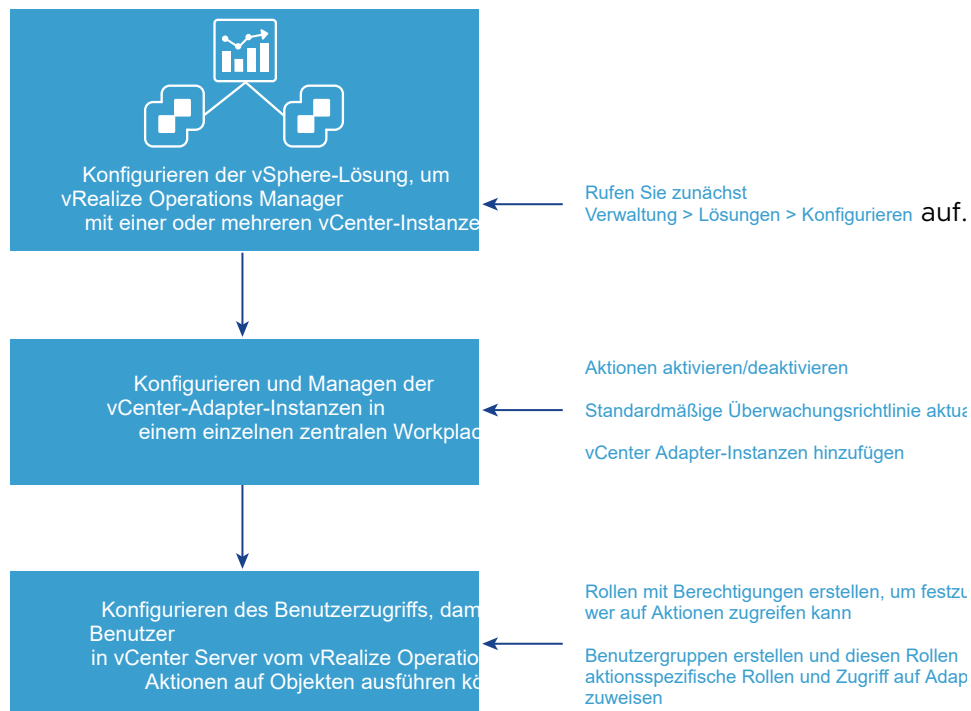 Konfigurieren der vSphere-Lösung, um
vRealize Operations Manager
mit einer oder mehreren vCenter-Instanze
Rufen Sie zunächst
Verwaltung > Lösungen > Konfigurieren auf.
Konfigurieren und Managen der
vCenter-Adapter-Instanzen in
einem einzelnen zentralen Workplac
Aktionen aktivieren/deaktivieren
Standardmäßige Überwachungsrichtlinie aktua
vCenter Adapter-Instanzen hinzufügen
Konfigurieren des Benutzerzugriffs, dam
Benutzer
in vCenter Server vom vRealize Operatio
Aktionen auf Objekten ausführen kö
Rollen mit Berechtigungen erstellen, um festzu
wer auf Aktionen zugreifen kann
Benutzergruppen erstellen und diesen Rollen
aktionsspezifische Rollen und Zugriff auf Adap
zuweisen